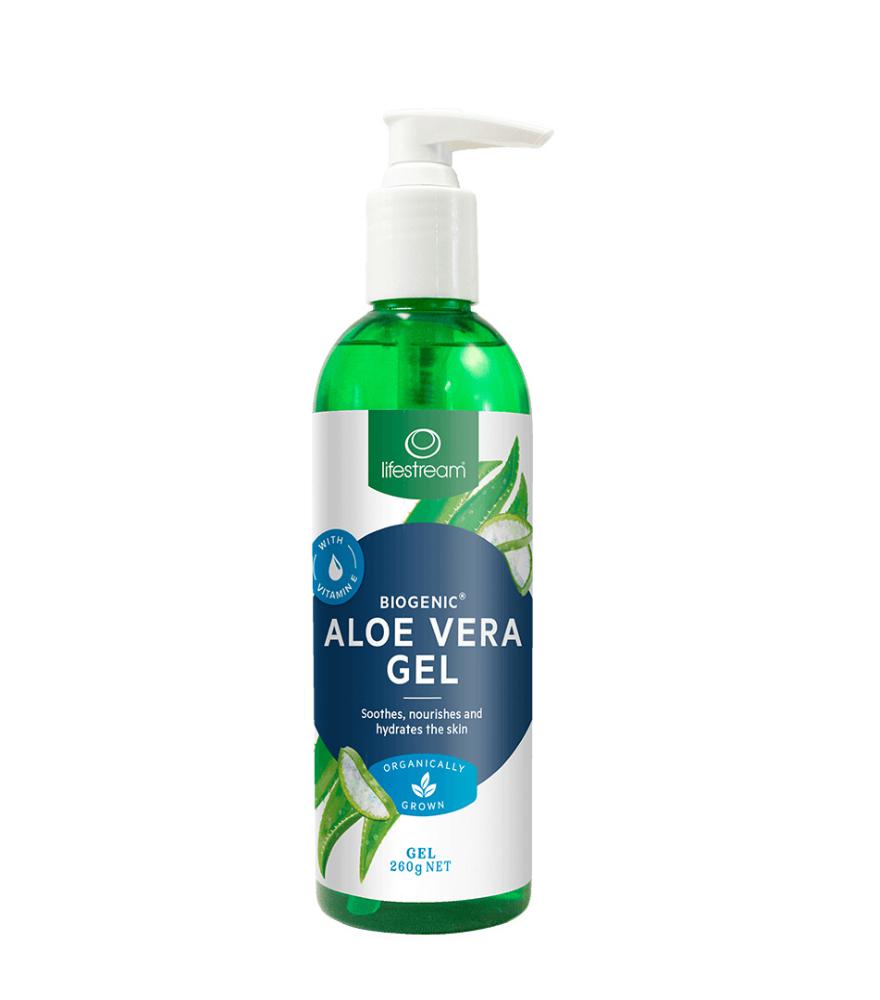 lifestream®
WITH
VITAMIN E
BIOGENIC®
ALOE VERA
GEL
Soothes, nourishes and
hydrates the skin
ORGANICALLY
GROWN
GEL
260g NET